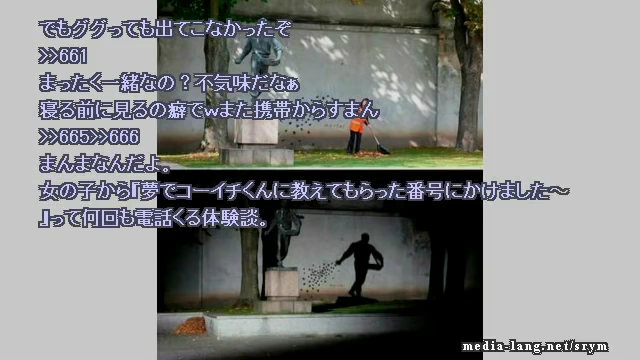 でもググっても出てこなかったぞ
>>661
まったく一緒なの？不気味だなぁ
寝る前に見るの癖でwまた携帯からすまん
>>665>>666
まんまなんだよ。
女の子から『夢でコーイチくんに教えてもらった番号にかけました～
』って何回も電話くる体験談。
media-lang.net/srym